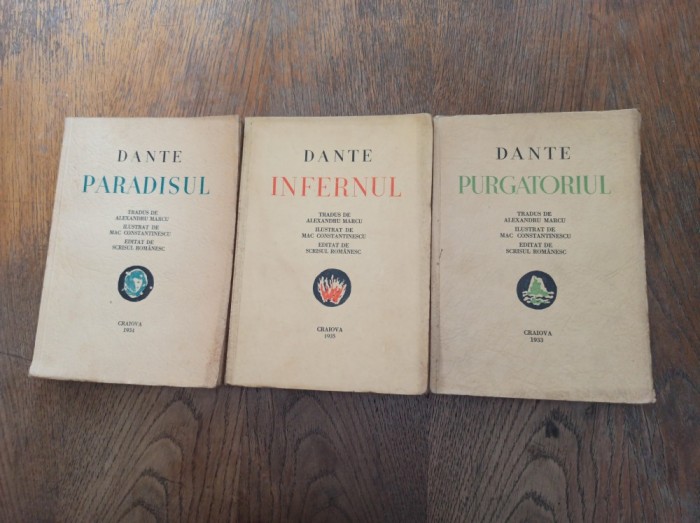 DANTE
PARADISUL
TRADUS DE
ALEXANDRU MARCU
ILUSTRAT DE
MAC CONSTANTINESCU
EDITAT DE
SCRISUL ROMÂNESC
CRAIOVA
1934
DANTE
INFERNUL
TRADUS DE
ALEXANDRU MARCU
ILUSTRAT DE
MAC CONSTANTINESCU
EDITAT DE
SCRISUL ROMÂNESC
CRAIOVA
1935
DANTE
PURGATORIUL
TRADUS DE
ALEXANDRU MARCU
ILUSTRAT DE
MAC CONSTANTINESCU
EDITAT DE
SCRISUL ROMÂNESC
CRAIOVA
1933